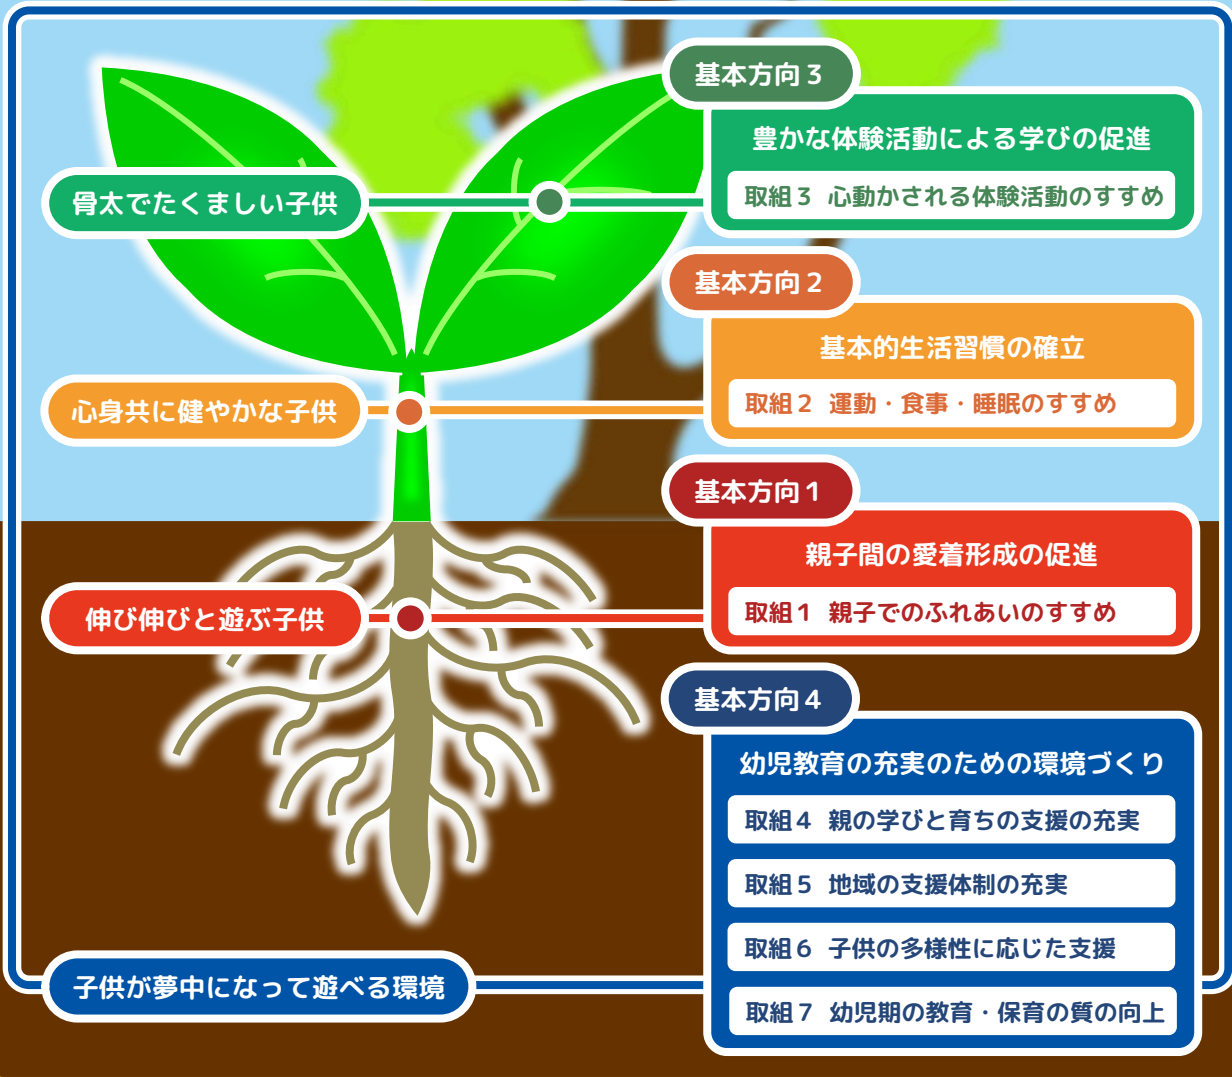 基本方向３
豊かな体験活動による学びの促進
取組３ 心動かされる体験活動のすすめ
骨太でたくましい子供
基本方向２
基本的生活習慣の確立
取組２ 運動・食事・睡眠のすすめ
心身共に健やかな子供
基本方向１
親子間の愛着形成の促進
取組１ 親子でのふれあいのすすめ
伸び伸びと遊ぶ子供
基本方向４
幼児教育の充実のための環境づくり
取組４ 親の学びと育ちの支援の充実
取組５ 地域の支援体制の充実
取組６ 子供の多様性に応じた支援
取組７ 幼児期の教育・保育の質の向上
子供が夢中になって遊べる環境